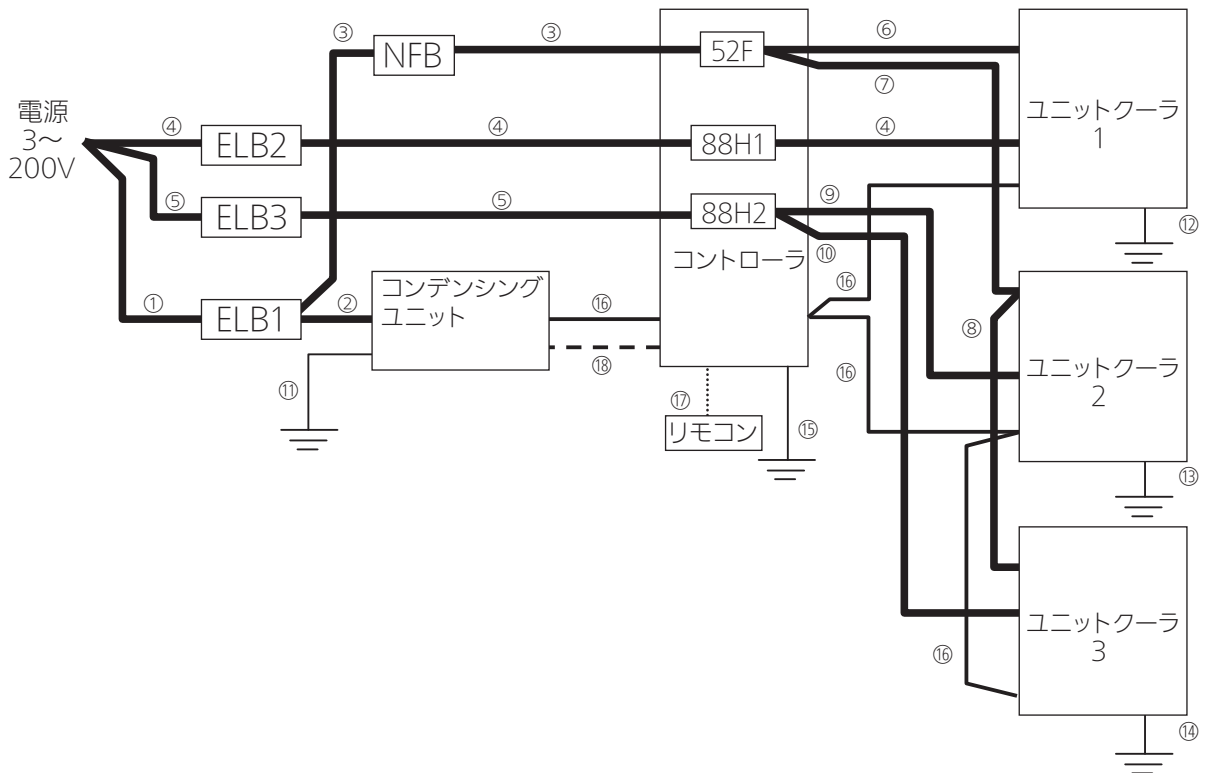 ③
③
⑥
NFB
52F
⑦
電源
3～
200V
④
ELB2
④
88H1
④
ユニットクーラ
1
⑤
ELB3
⑤
88H2
⑨
⑩
⑫
コントローラ
①
ELB1
②
コンデンシング
ユニット
⑯
⑯
⑧
⑱
⑯
ユニットクーラ
2
⑪
⑰
リモコン
⑮
⑬
⑯
ユニットクーラ
3
⑭